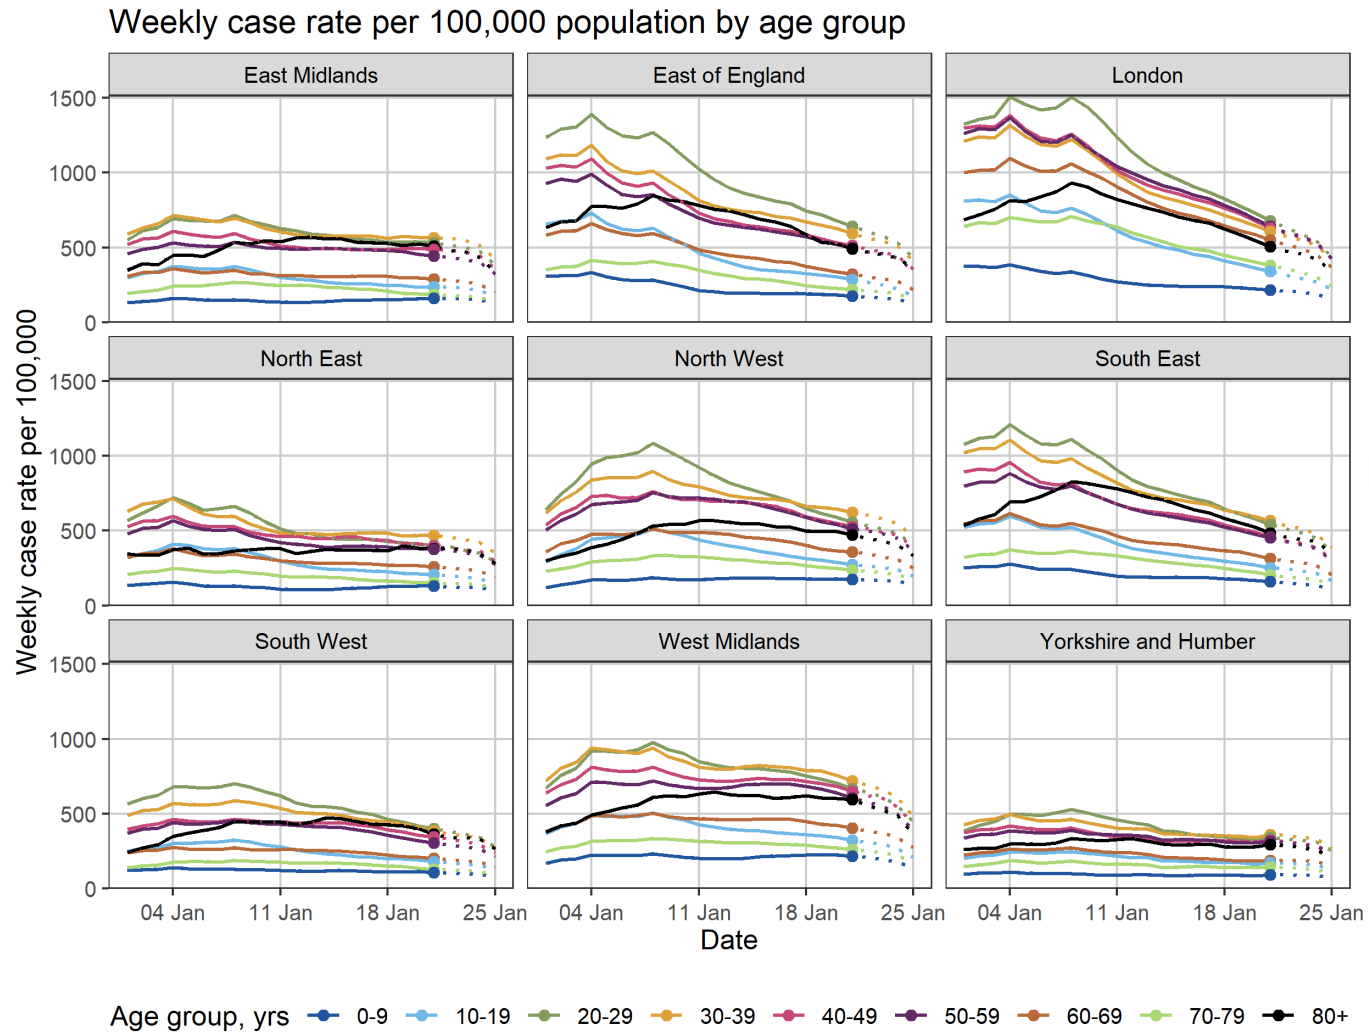 Weekly case rate per 100,000 population by age group
East Midlands
East of England
London
1500
1000
500
0
North East
North West
South East
1500
1000
500
0
South West
West Midlands
Yorkshire and Humber
1500
1000
500
0
Weekly case rate per 100,000
04 Jan 11 Jan 18 Jan 25 Jan
04 Jan 11 Jan 18 Jan 25 Jan
04 Jan 11 Jan 18 Jan 25 Jan
Date
Age group, yrs 0-9 10-19 20-29 30-39 40-49 50-59 60-69 70-79 80+